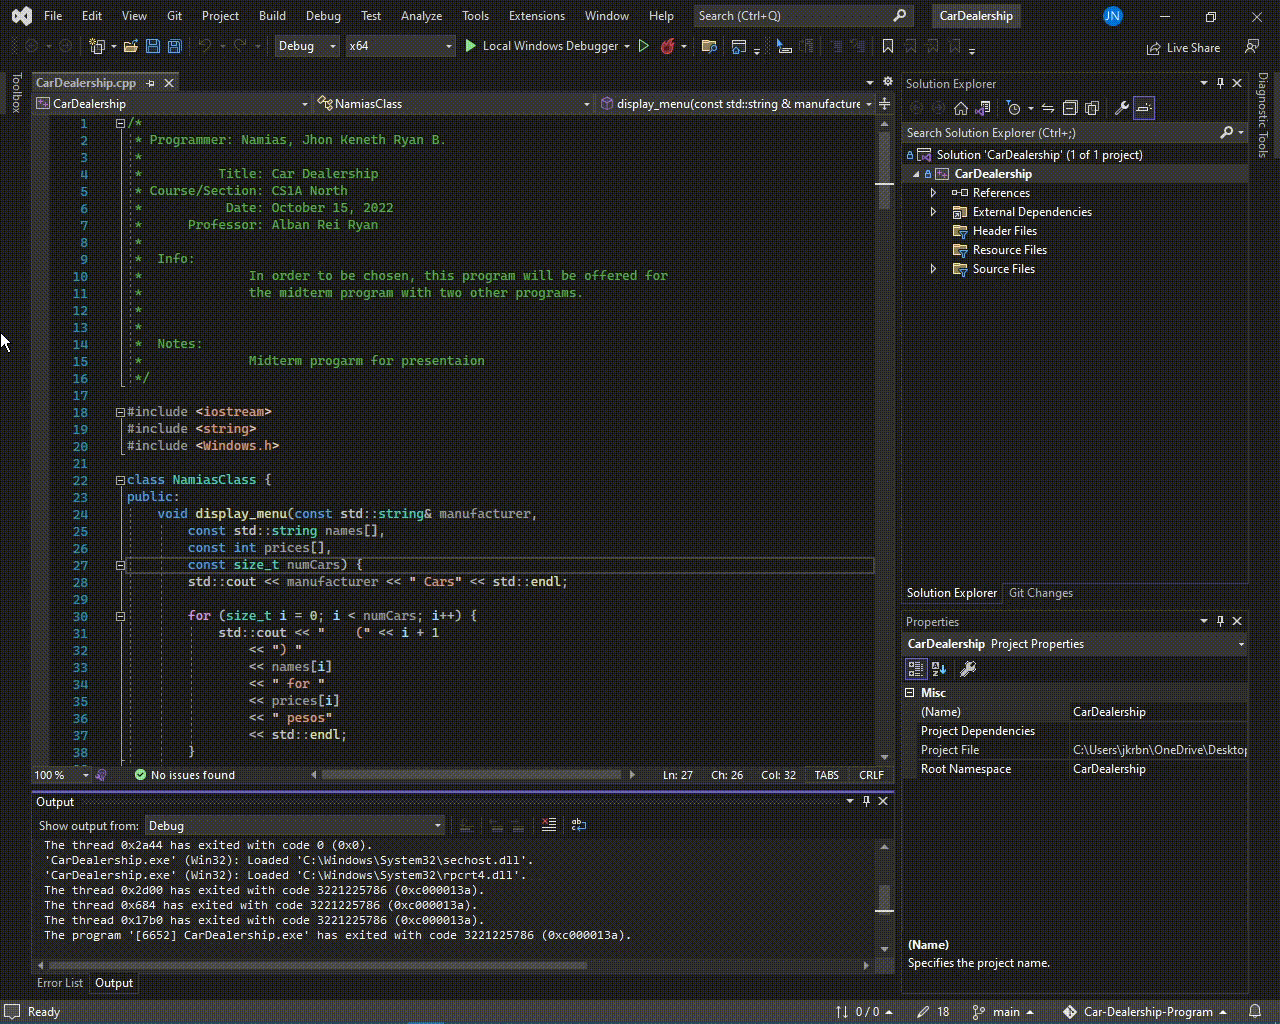 File Edit View Git Project Build Debug Test Analyze Tools Extensions Window Help Search (Ctrl+Q) CarDealership JN
Debug x64 Local Windows Debugger Live Share
Toolbox
CarDealership.cpp
CarDealership NamiasClass display_menu(const std::string & manufacture
1 /*
2 * Programmer: Namias, Jhon Keneth Ryan B.
3 *
4 * Title: Car Dealership
5 * Course/Section: CS1A North
6 * Date: October 15, 2022
7 * Professor: Alban Rei Ryan
8 *
9 * Info:
10 * In order to be chosen, this program will be offered for
11 * the midterm program with two other programs.
12 *
13 *
14 * Notes:
15 * Midterm progarm for presentaion
16 */
17
18 #include <iostream>
19 #include <string>
20 #include <Windows.h>
21
22 class NamiasClass {
23 public:
24 void display_menu(const std::string& manufacturer,
25 const std::string names[],
26 const int prices[],
27 const size_t numCars) {
28 std::cout << manufacturer << " Cars" << std::endl;
29
30 for (size_t i = 0; i < numCars; i++) {
31 std::cout << "    (" << i + 1
32 << ") "
33 << names[i]
34 << " for "
35 << prices[i]
36 << " pesos"
37 << std::endl;
38 }
100 % No issues found Ln: 27 Ch: 26 Col: 32 TABS CRLF
Output
Show output from: Debug
The thread 0x2a44 has exited with code 0 (0x0).
'CarDealership.exe' (Win32): Loaded 'C:\Windows\System32\sechost.dll'.
'CarDealership.exe' (Win32): Loaded 'C:\Windows\System32\rpcrt4.dll'.
The thread 0x2d00 has exited with code 3221225786 (0xc000013a).
The thread 0x684 has exited with code 3221225786 (0xc000013a).
The thread 0x17b0 has exited with code 3221225786 (0xc000013a).
The program '[6652] CarDealership.exe' has exited with code 3221225786 (0xc000013a).
Error List Output
Solution Explorer
Search Solution Explorer (Ctrl+;)
Solution 'CarDealership' (1 of 1 project)
CarDealership
References
External Dependencies
Header Files
Resource Files
Source Files
Solution Explorer Git Changes
Properties
CarDealership Project Properties
Misc
(Name) CarDealership
Project Dependencies
Project File C:\Users\jkrbn\OneDrive\Desktop
Root Namespace CarDealership
(Name)
Specifies the project name.
Diagnostic Tools
Ready 0 / 0 18 main Car-Dealership-Program